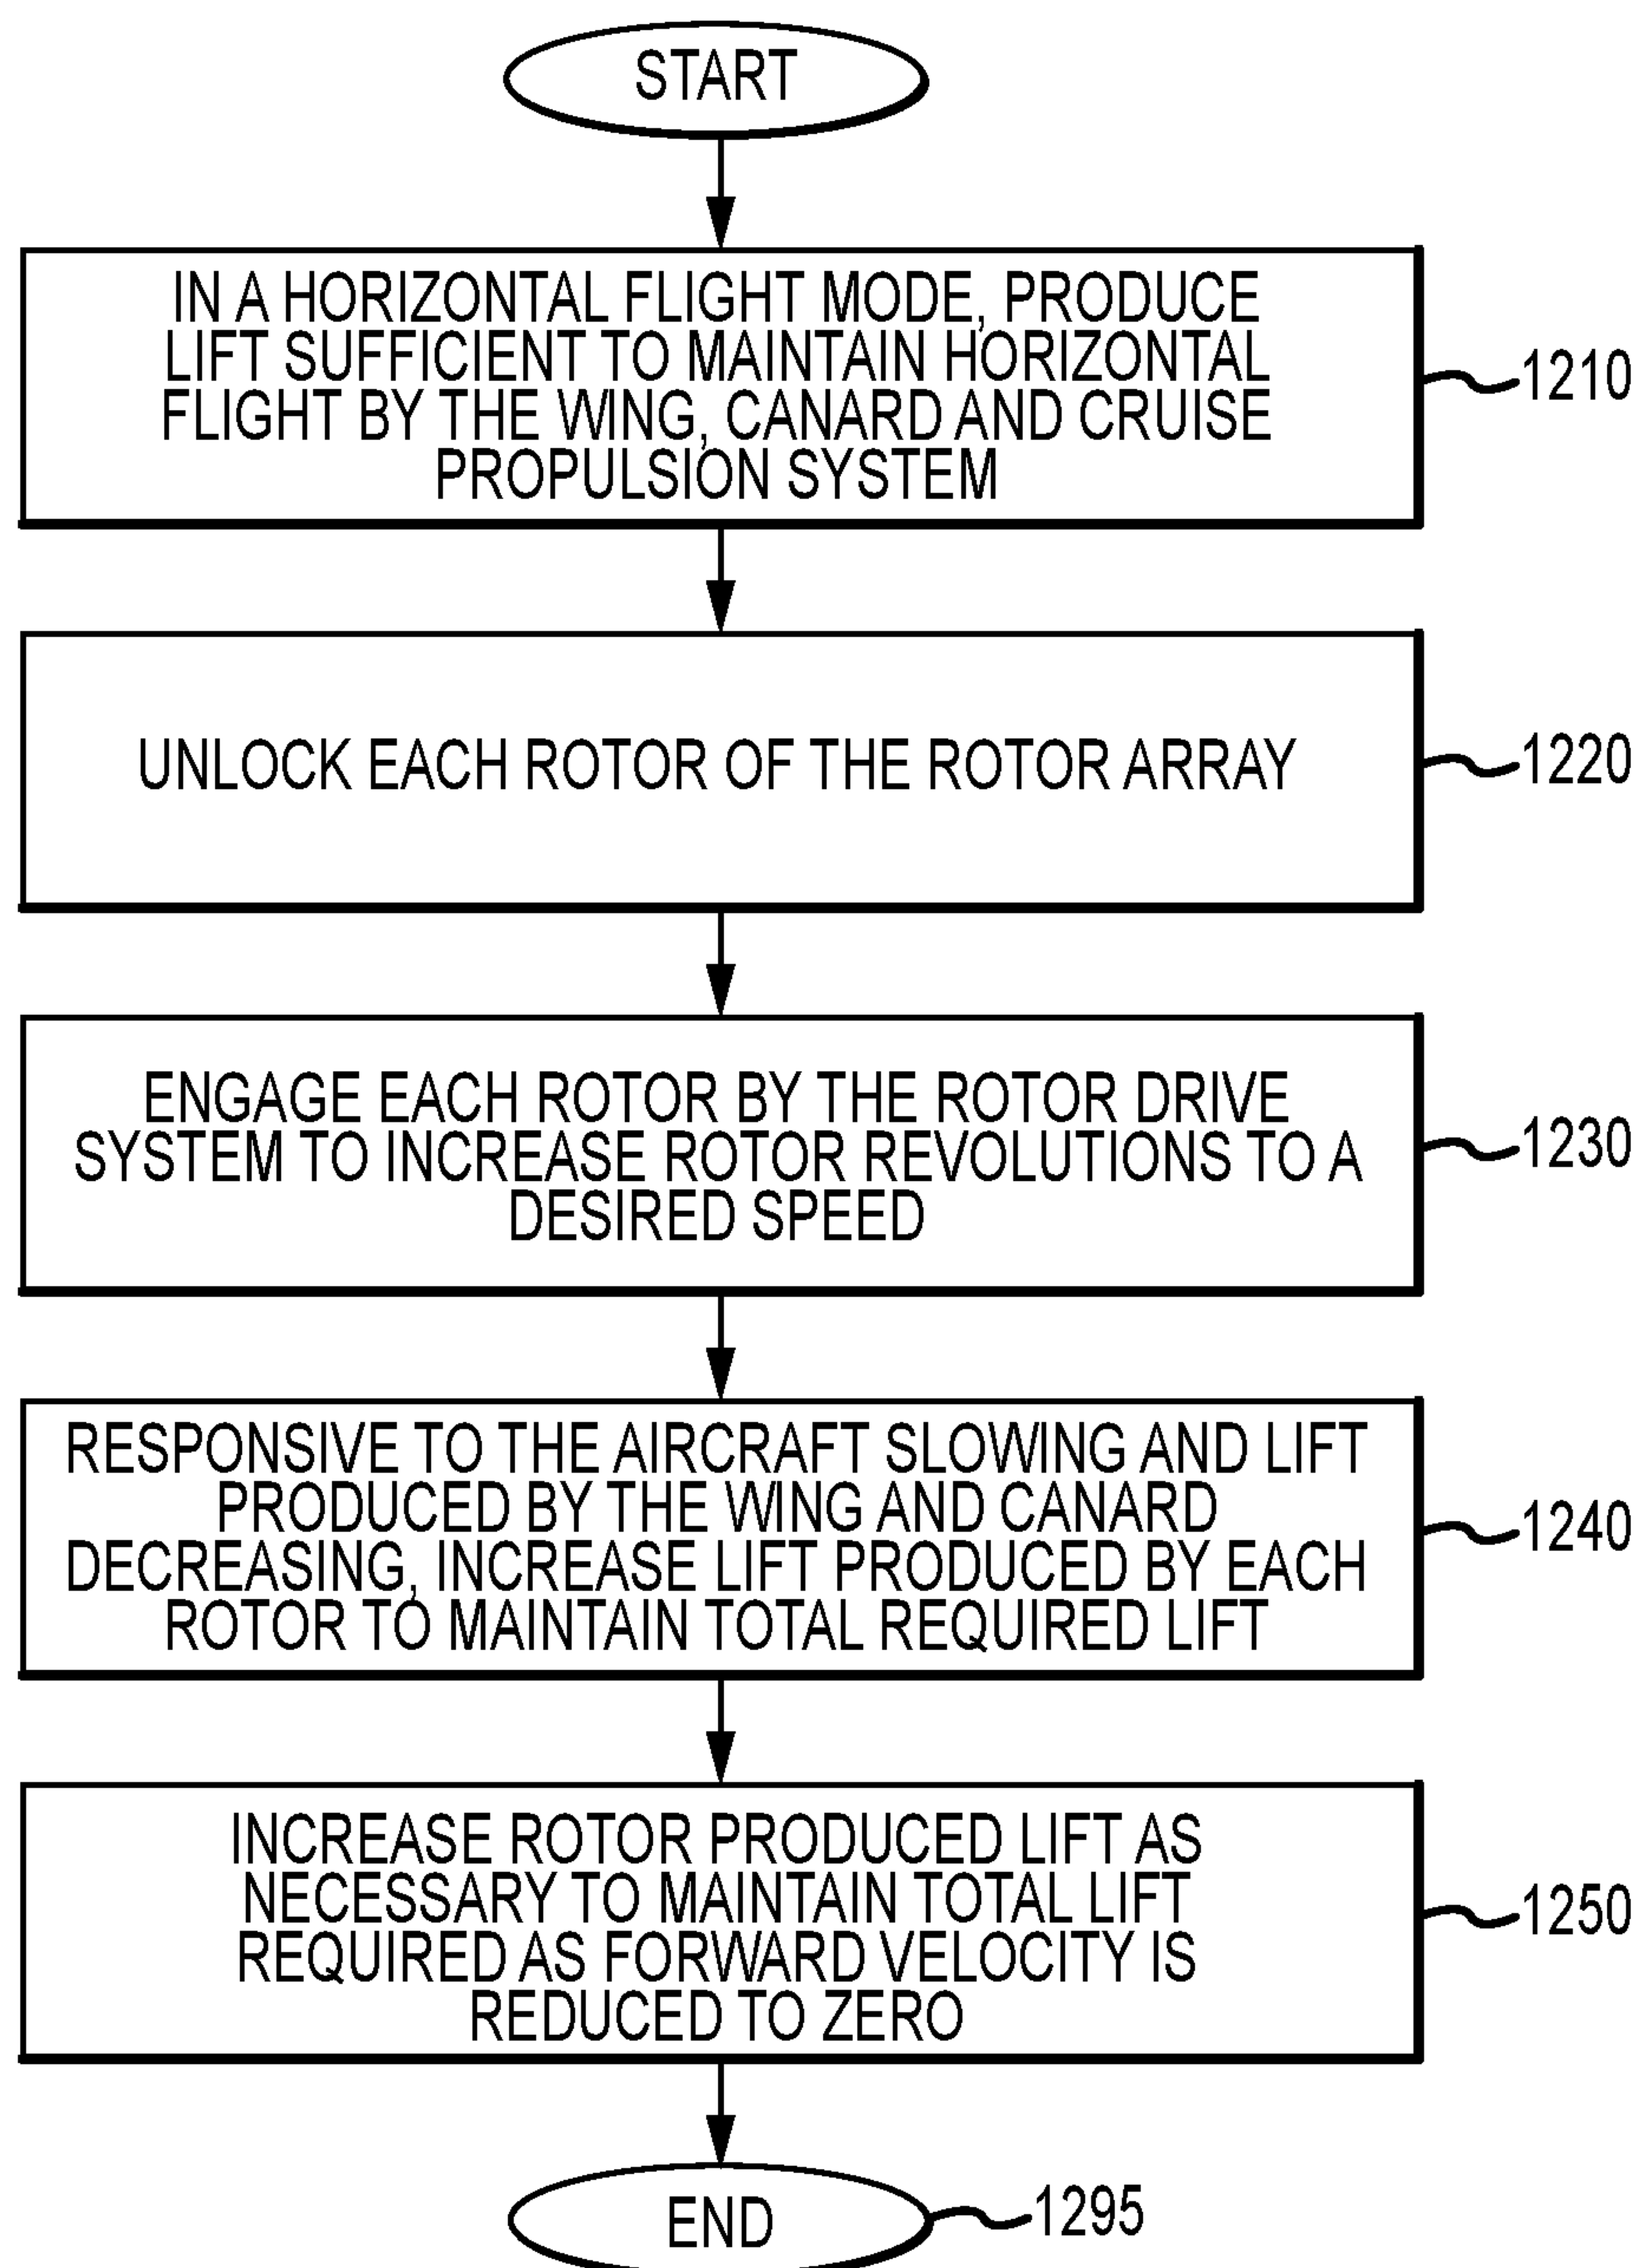 START
IN A HORIZONTAL FLIGHT MODE, PRODUCE
LIFT SUFFICIENT TO MAINTAIN HORIZONTAL
FLIGHT BY THE WING, CANARD AND CRUISE
PROPULSION SYSTEM
1210
UNLOCK EACH ROTOR OF THE ROTOR ARRAY
1220
ENGAGE EACH ROTOR BY THE ROTOR DRIVE
SYSTEM TO INCREASE ROTOR REVOLUTIONS TO A
DESIRED SPEED
1230
RESPONSIVE TO THE AIRCRAFT SLOWING AND LIFT
PRODUCED BY THE WING AND CANARD
DECREASING, INCREASE LIFT PRODUCED BY EACH
ROTOR TO MAINTAIN TOTAL REQUIRED LIFT
1240
INCREASE ROTOR PRODUCED LIFT AS
NECESSARY TO MAINTAIN TOTAL LIFT
REQUIRED AS FORWARD VELOCITY IS
REDUCED TO ZERO
1250
END
1295